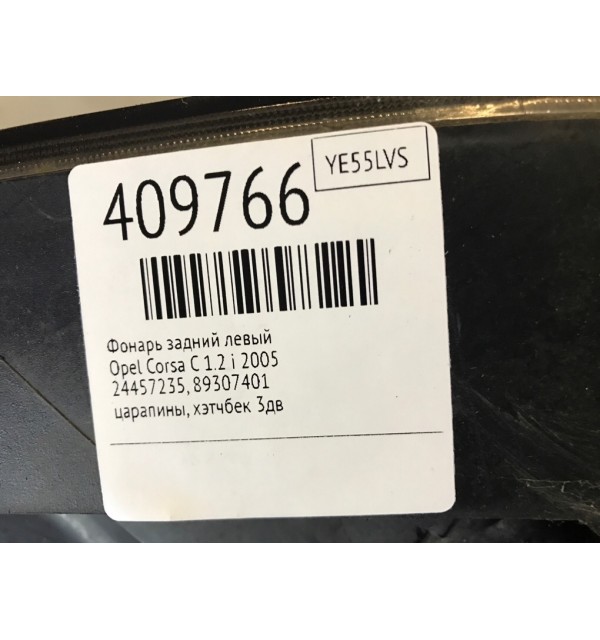 409766
YE55LVS
Фонарь задний левый
Opel Corsa C 1.2 i 2005
24457235, 89307401
царапины, хэтчбек 3дв